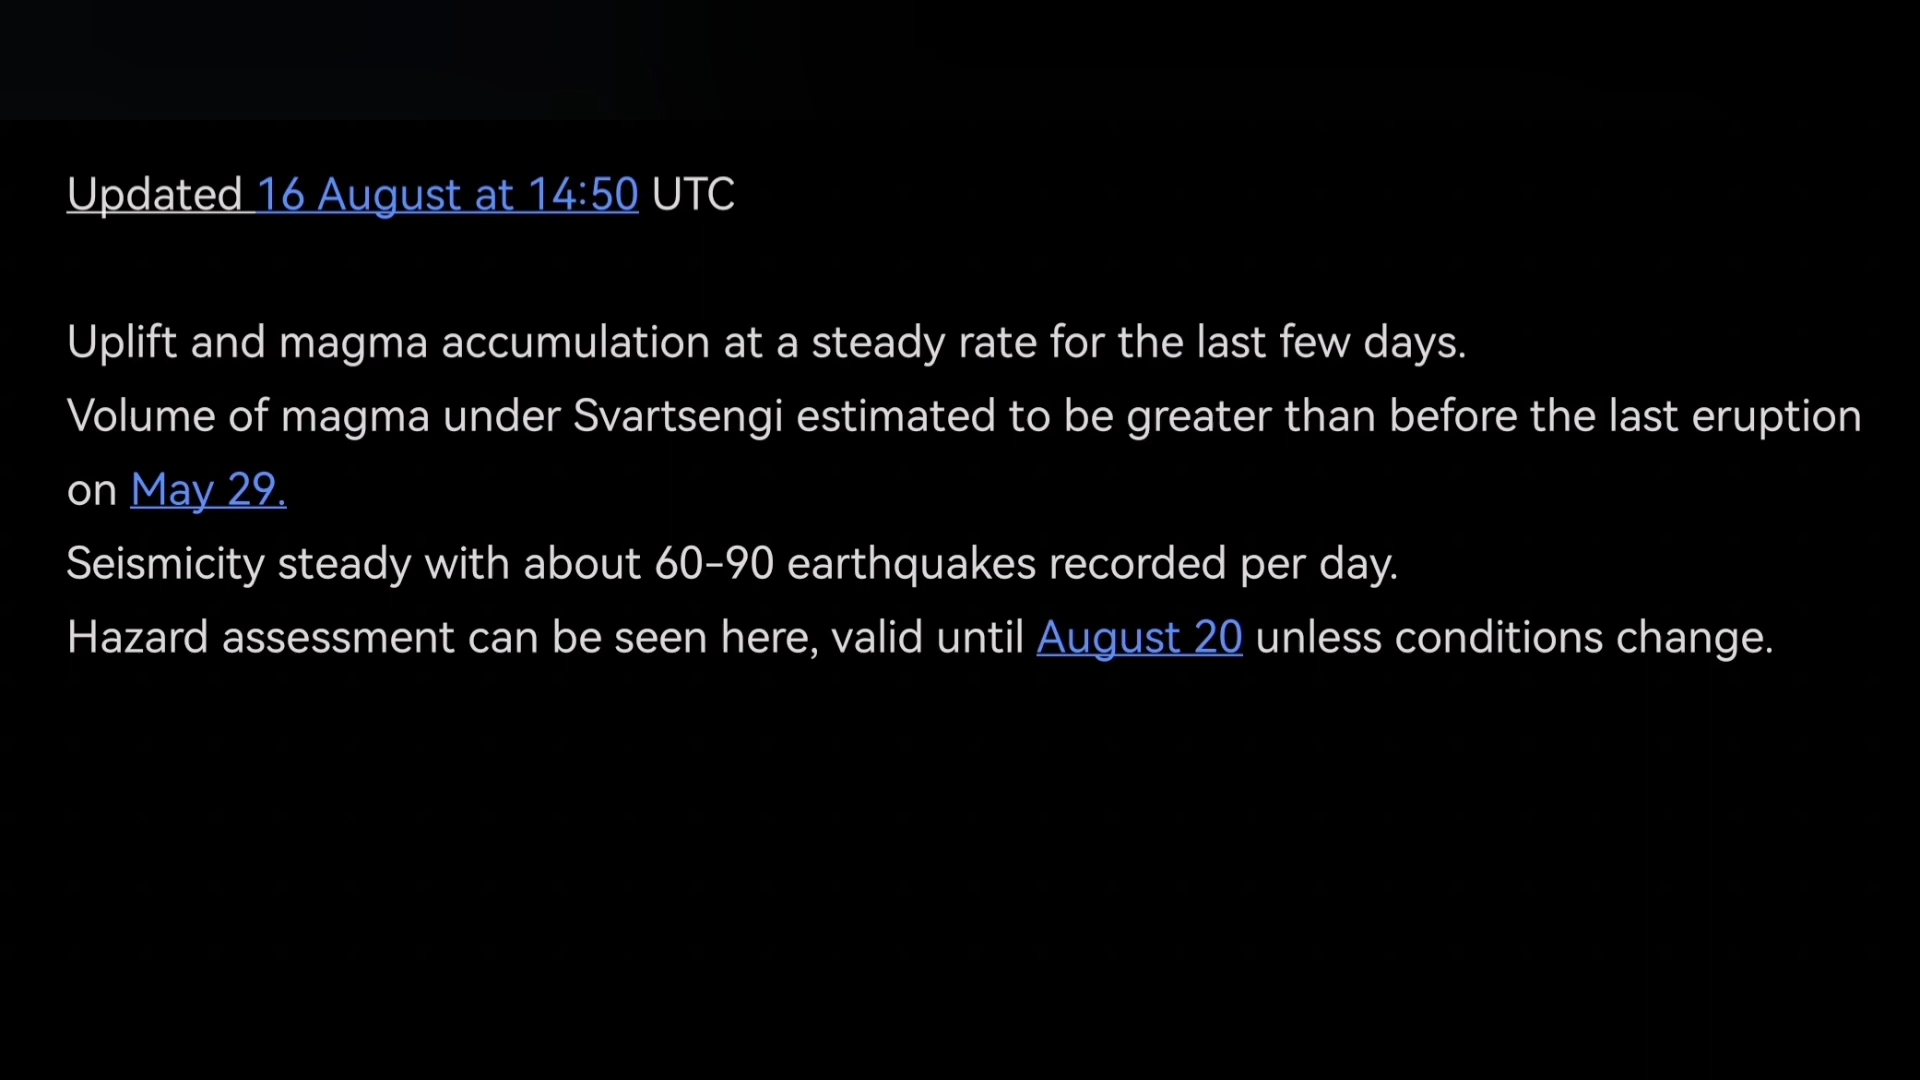 Updated 16 August at 14:50 UTC
Uplift and magma accumulation at a steady rate for the last few days.
Volume of magma under Svartsengi estimated to be greater than before the last eruption
on May 29.
Seismicity steady with about 60-90 earthquakes recorded per day.
Hazard assessment can be seen here, valid until August 20 unless conditions change.